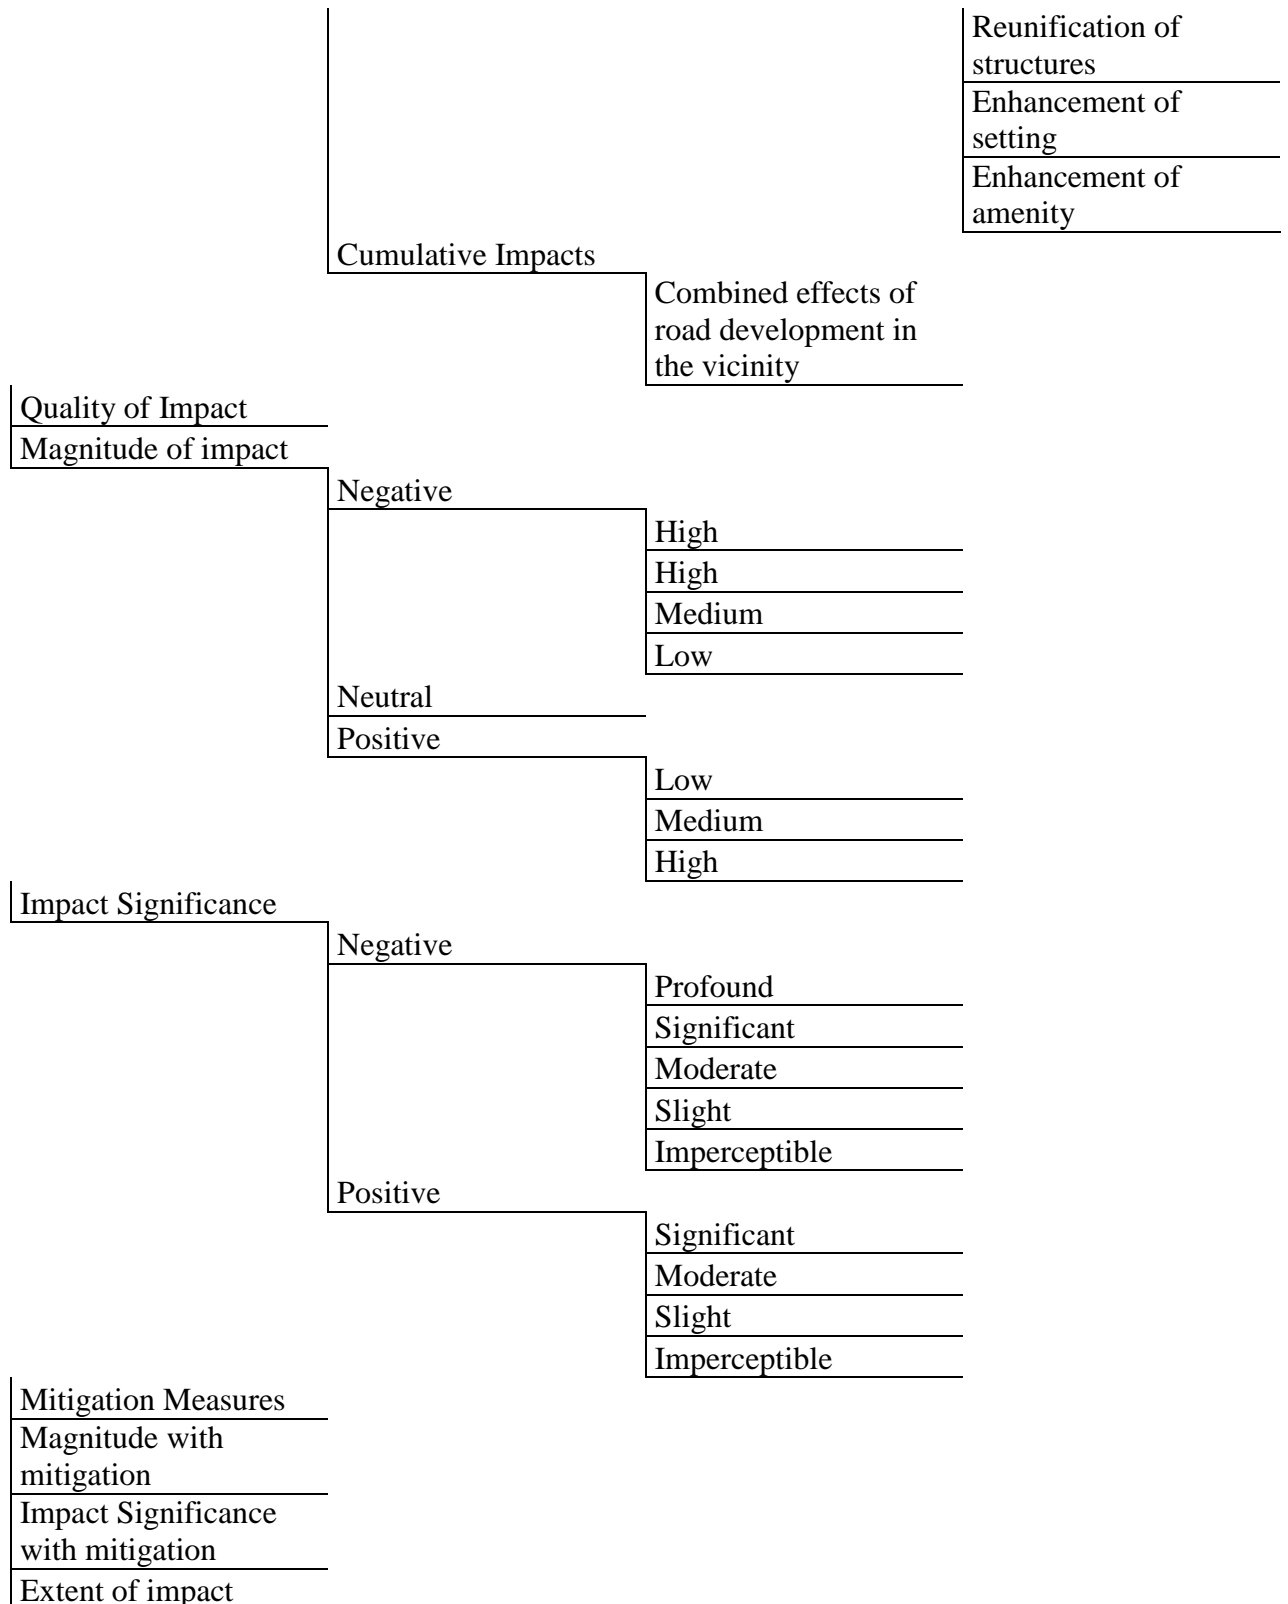 Reunification of
structures
Enhancement of
setting
Enhancement of
amenity
Cumulative Impacts
Combined effects of
road development in
the vicinity
Quality of Impact
Magnitude of impact
Negative
High
High
Medium
Low
Neutral
Positive
Low
Medium
High
Impact Significance
Negative
Profound
Significant
Moderate
Slight
Imperceptible
Positive
Significant
Moderate
Slight
Imperceptible
Mitigation Measures
Magnitude with
mitigation
Impact Significance
with mitigation
Extent of impact